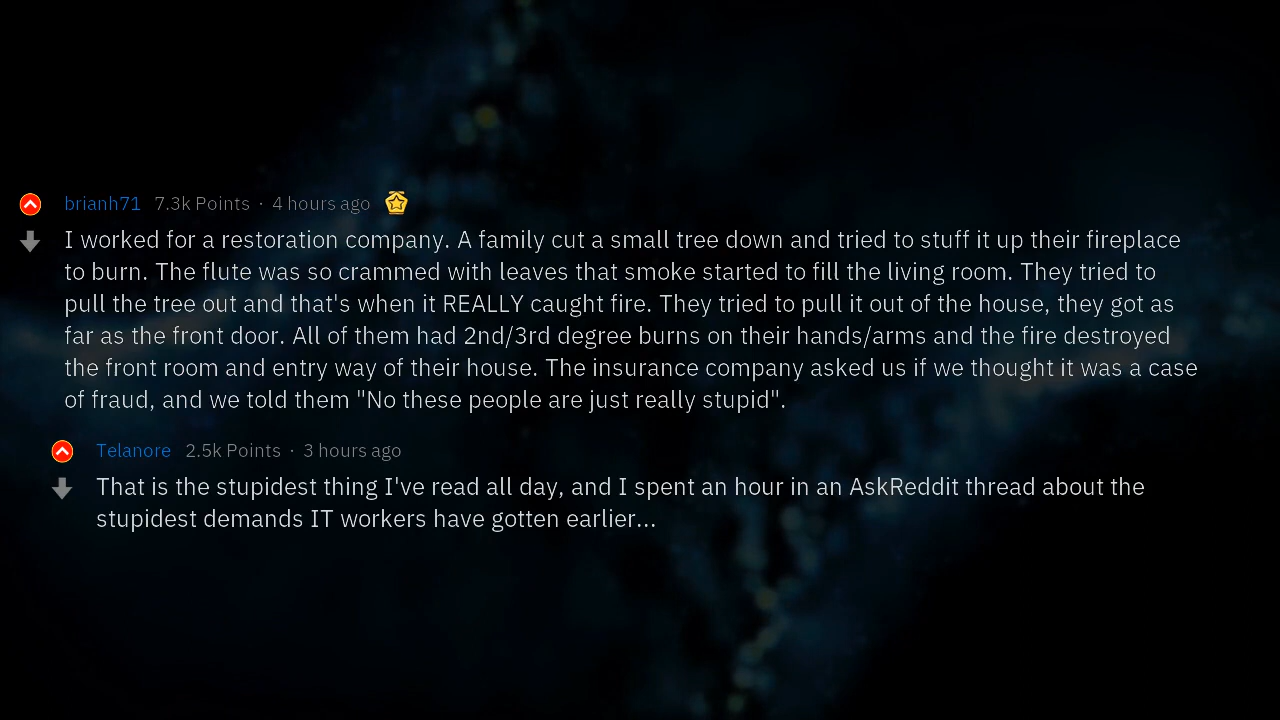 brianh71 7.3k Points · 4 hours ago
I worked for a restoration company. A family cut a small tree down and tried to stuff it up their fireplace
to burn. The flute was so crammed with leaves that smoke started to fill the living room. They tried to
pull the tree out and that's when it REALLY caught fire. They tried to pull it out of the house, they got as
far as the front door. All of them had 2nd/3rd degree burns on their hands/arms and the fire destroyed
the front room and entry way of their house. The insurance company asked us if we thought it was a case
of fraud, and we told them "No these people are just really stupid".
Telanore 2.5k Points · 3 hours ago
That is the stupidest thing I've read all day, and I spent an hour in an AskReddit thread about the
stupidest demands IT workers have gotten earlier...